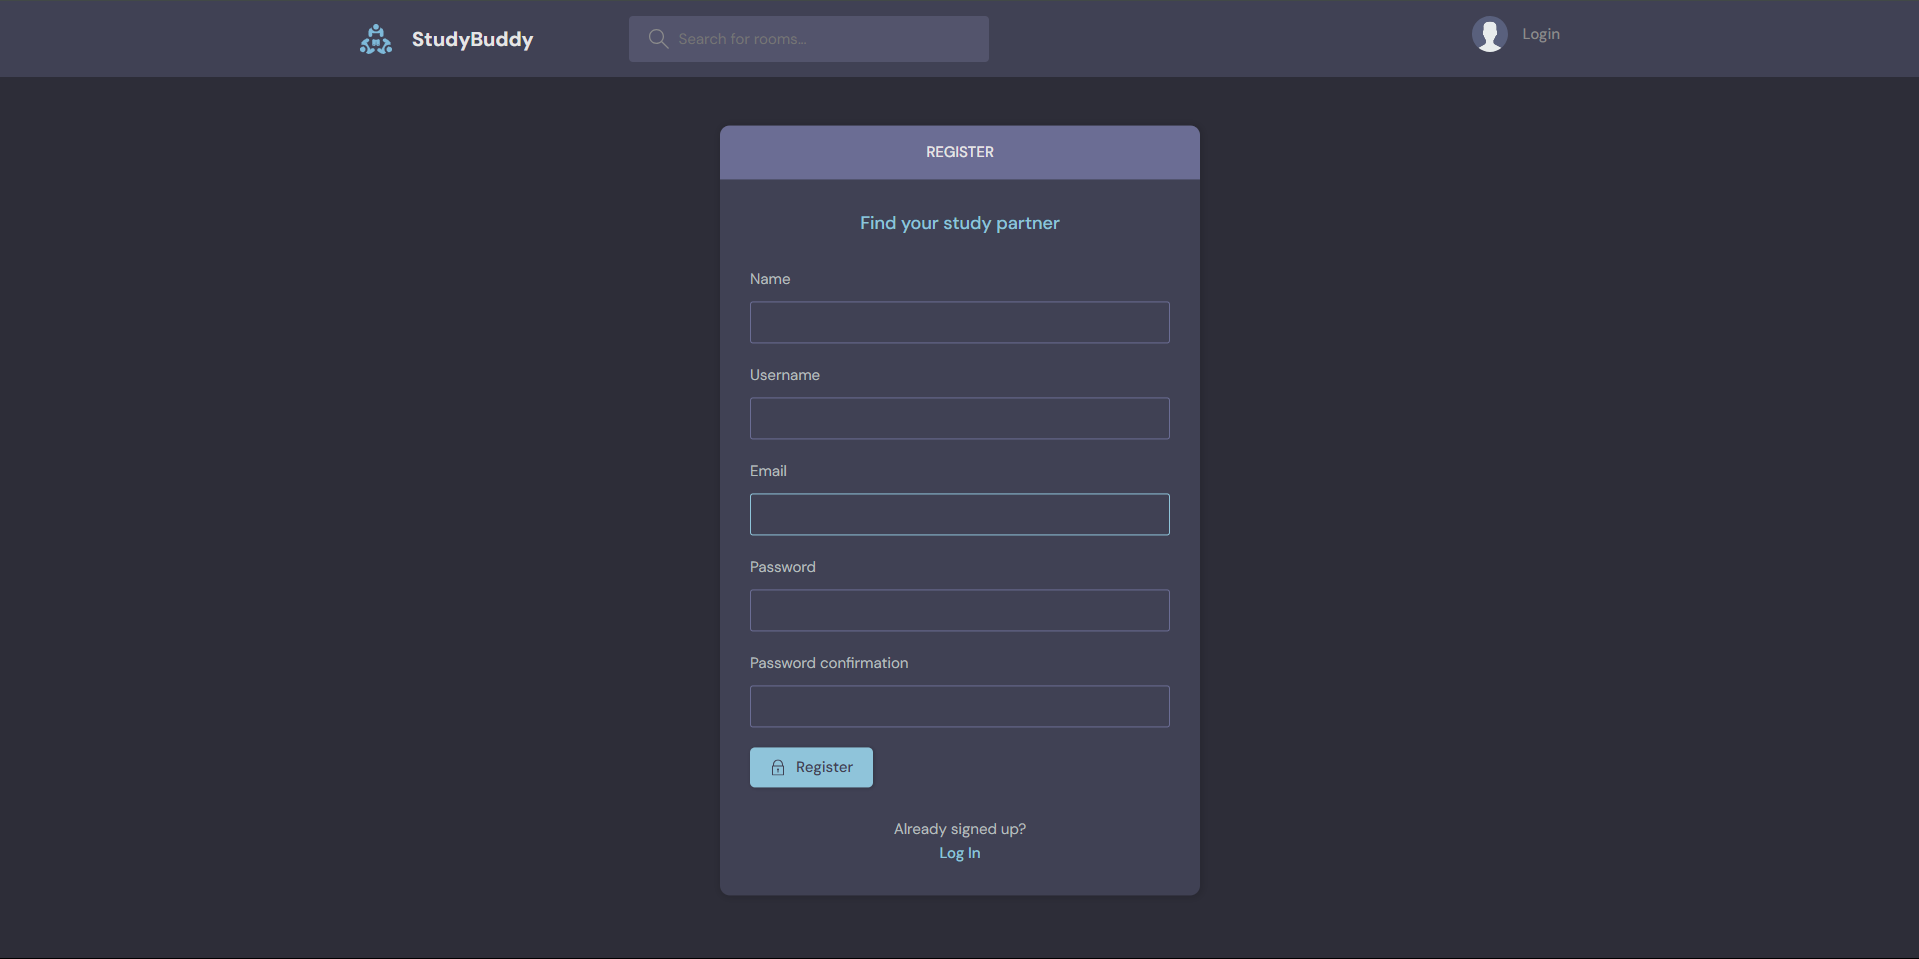 StudyBuddy
Search for rooms...
Login
REGISTER
Find your study partner
Name
Username
Email
Password
Password confirmation
Register
Already signed up?
Log In